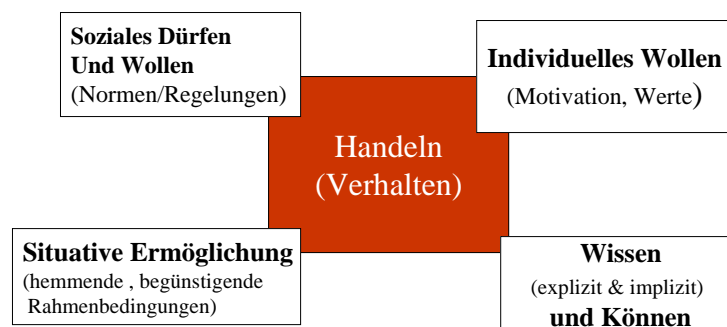 Soziales Dürfen
Und Wollen
(Normen/Regelungen)
Individuelles Wollen
(Motivation, Werte)
Handeln
(Verhalten)
Situative Ermöglichung
(hemmende , begünstigende
Rahmenbedingungen)
Wissen
(explizit & implizit)
und Können